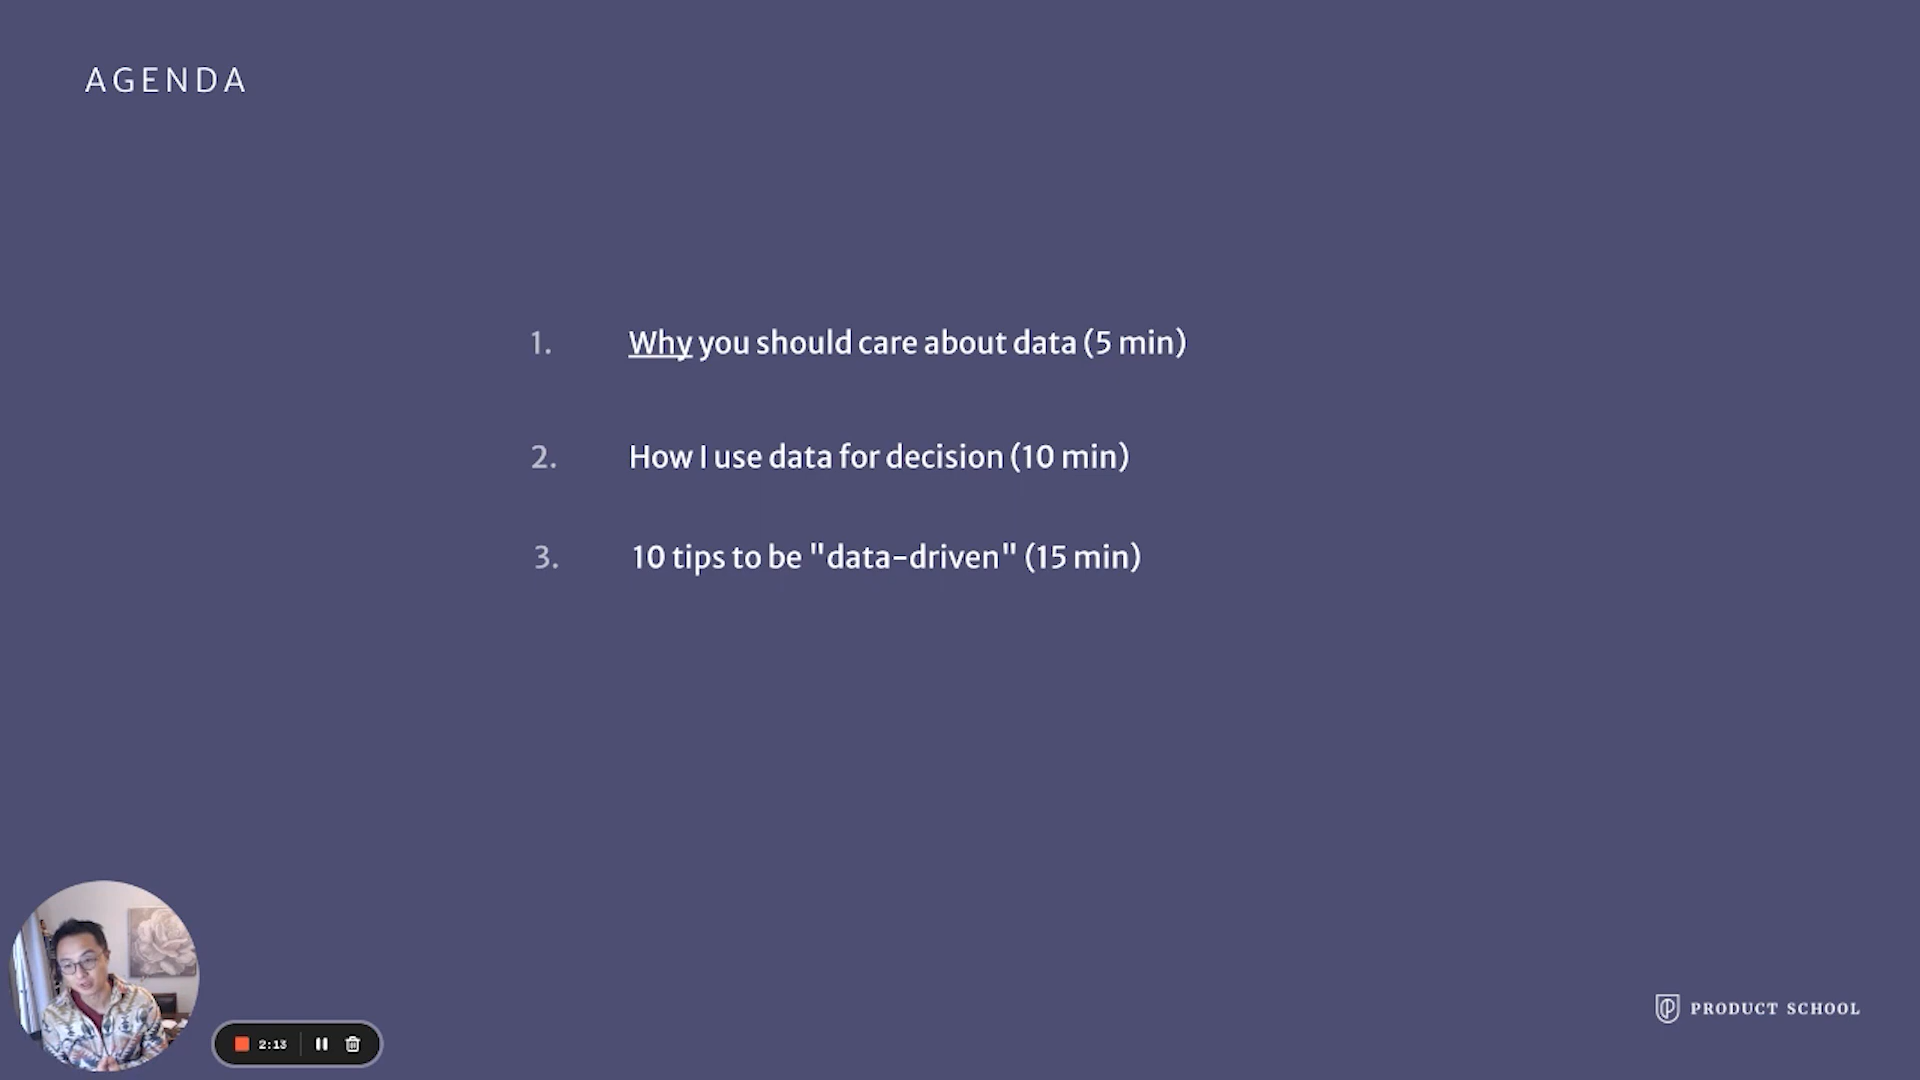 AGENDA
1. Why you should care about data (5 min)
2. How I use data for decision (10 min)
3. 10 tips to be "data-driven" (15 min)
2:13
PRODUCT SCHOOL